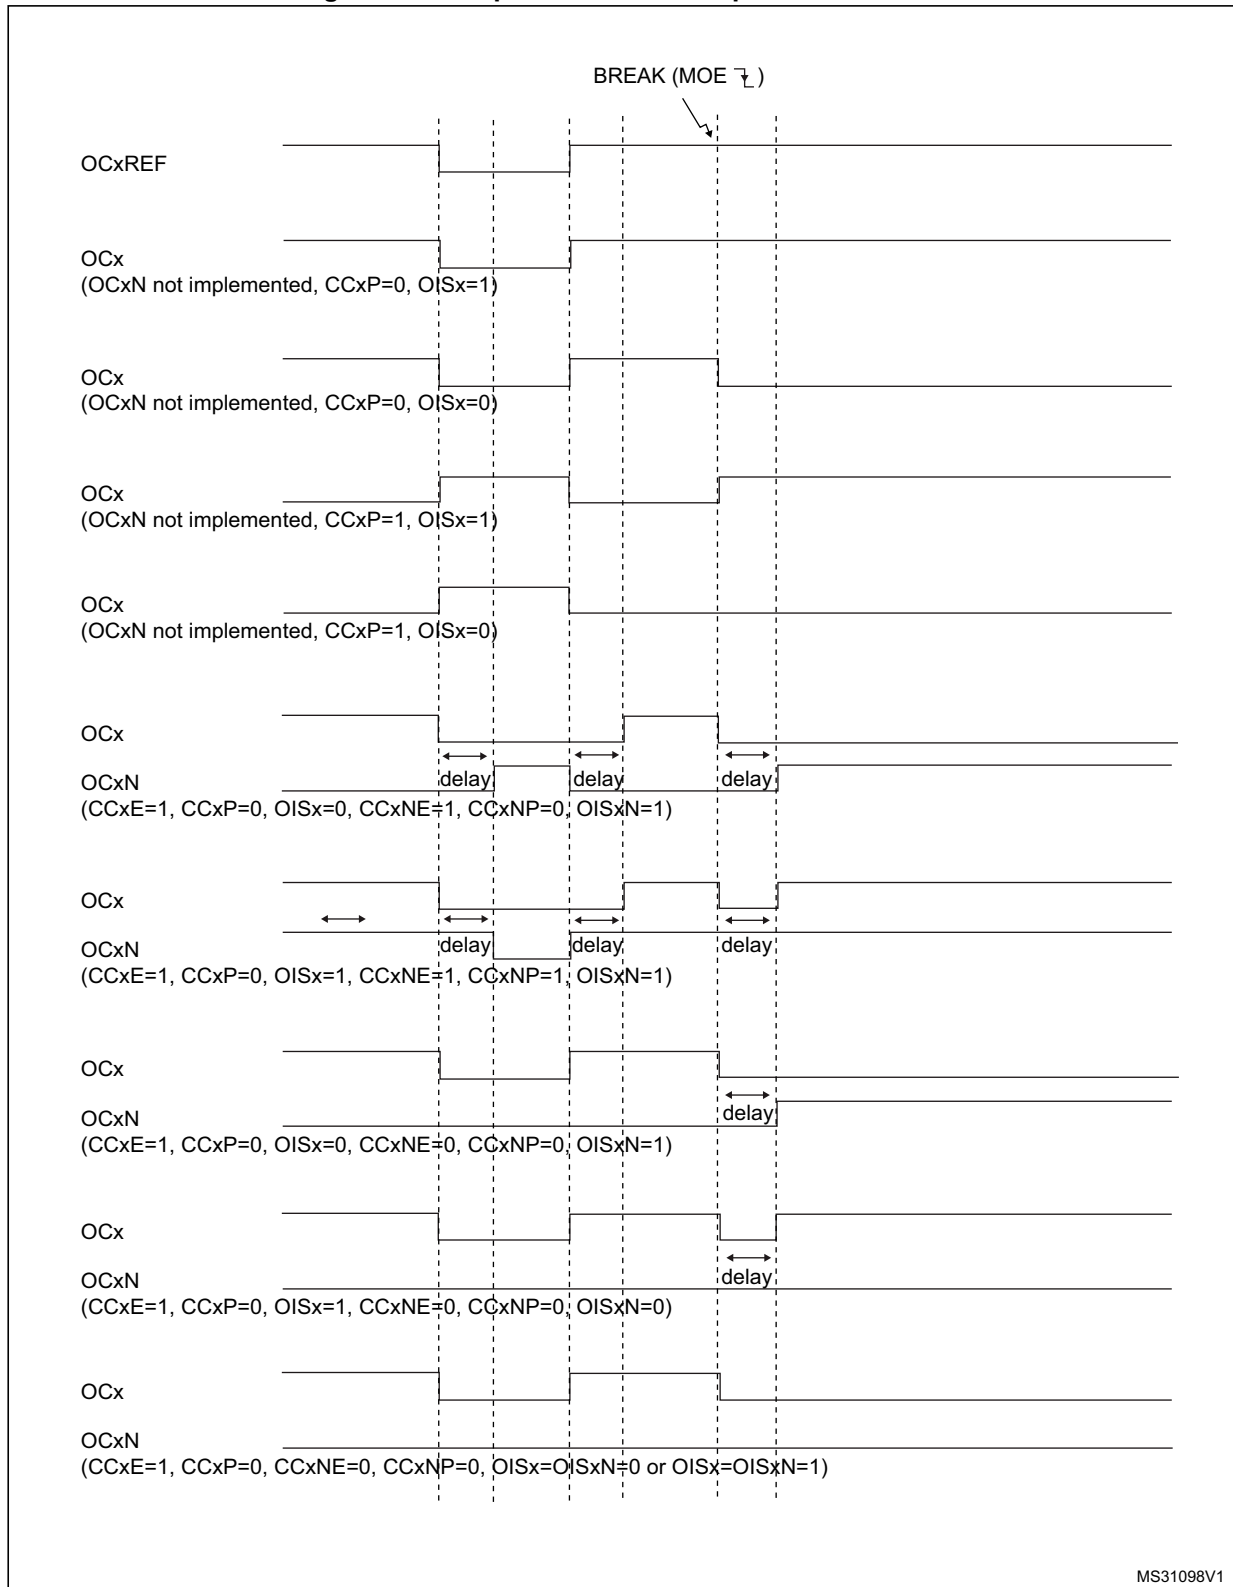 BREAK (MOE )
OCxREF
OCx
(OCxN not implemented, CCxP=0, OISx=1)
OCx
(OCxN not implemented, CCxP=0, OISx=0)
OCx
(OCxN not implemented, CCxP=1, OISx=1)
OCx
(OCxN not implemented, CCxP=1, OISx=0)
OCx
delay delay delay
OCxN
(CCxE=1, CCxP=0, OISx=0, CCxNE=1, CCxNP=0, OISxN=1)
OCx
delay delay delay
OCxN
(CCxE=1, CCxP=0, OISx=1, CCxNE=1, CCxNP=1, OISxN=1)
OCx
delay
OCxN
(CCxE=1, CCxP=0, OISx=0, CCxNE=0, CCxNP=0, OISxN=1)
OCx
delay
OCxN
(CCxE=1, CCxP=0, OISx=1, CCxNE=0, CCxNP=0, OISxN=0)
OCx
OCxN
(CCxE=1, CCxP=0, CCxNE=0, CCxNP=0, OISx=OISxN=0 or OISx=OISxN=1)
MS31098V1